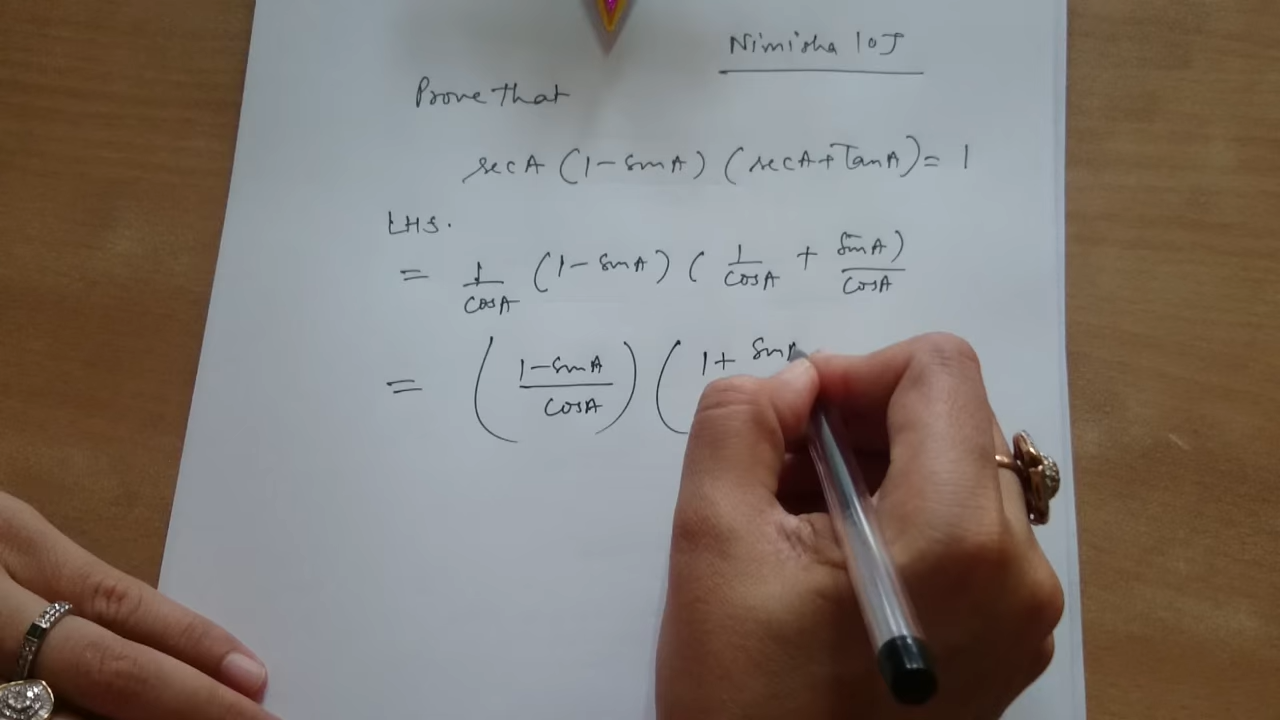 Nimisha 10J
Prove that
secA (1-sinA) (secA+TanA) = 1
LHS.
= 1/cosA (1-sinA) ( 1/cosA + sinA)/cosA
= ( 1-sinA/cosA ) ( 1+ sinA